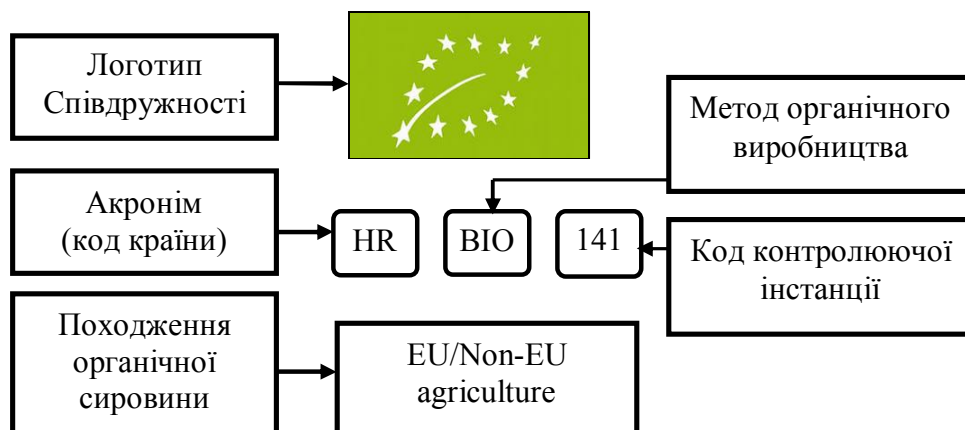 Логотип
Співдружності
Метод органічного
виробництва
Акронім
(код країни)
HR
BIO
141
Код контролюючої
інстанції
Походження
органічної
сировини
EU/Non-EU
agriculture